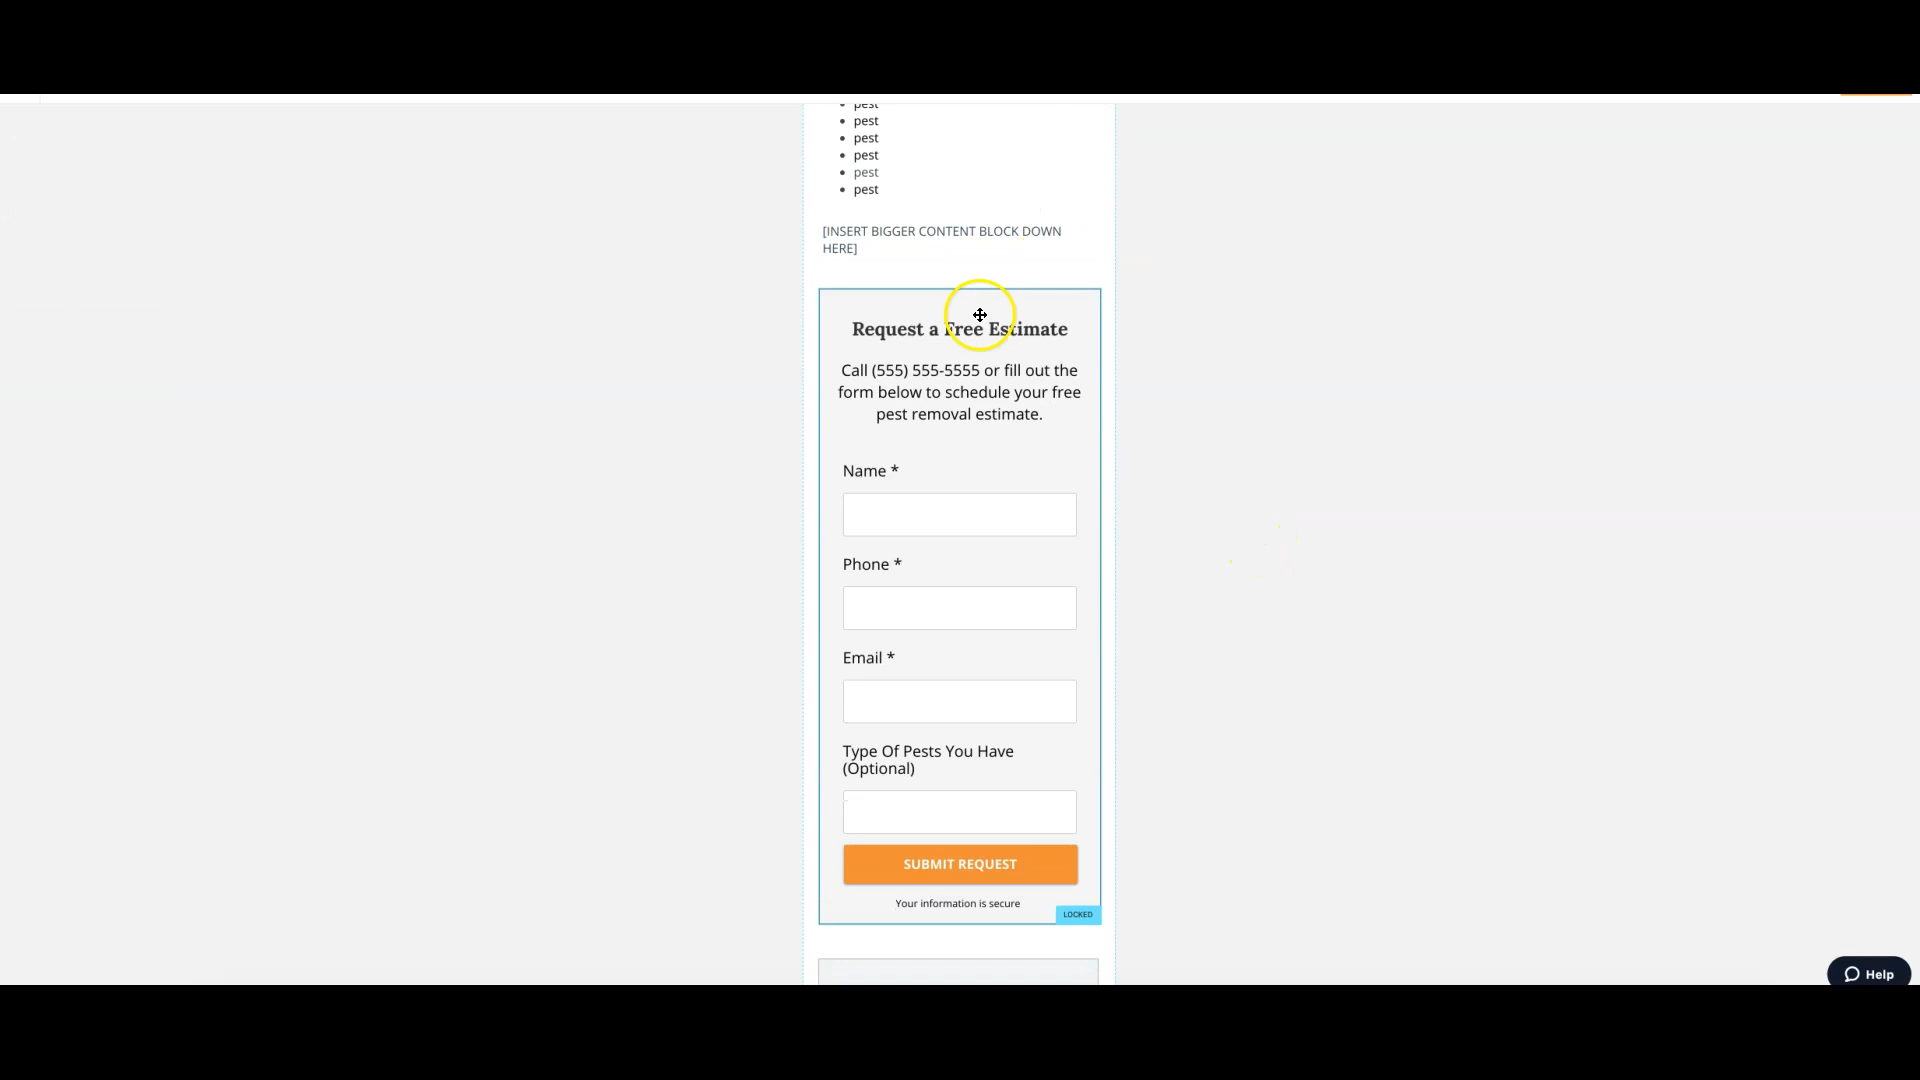 pest
pest
pest
pest
pest
pest
[INSERT BIGGER CONTENT BLOCK DOWN
HERE]
Request a Free Estimate
Call (555) 555-5555 or fill out the
form below to schedule your free
pest removal estimate.
Name *
Phone *
Email *
Type Of Pests You Have
(Optional)
SUBMIT REQUEST
Your information is secure
LOCKED
Help